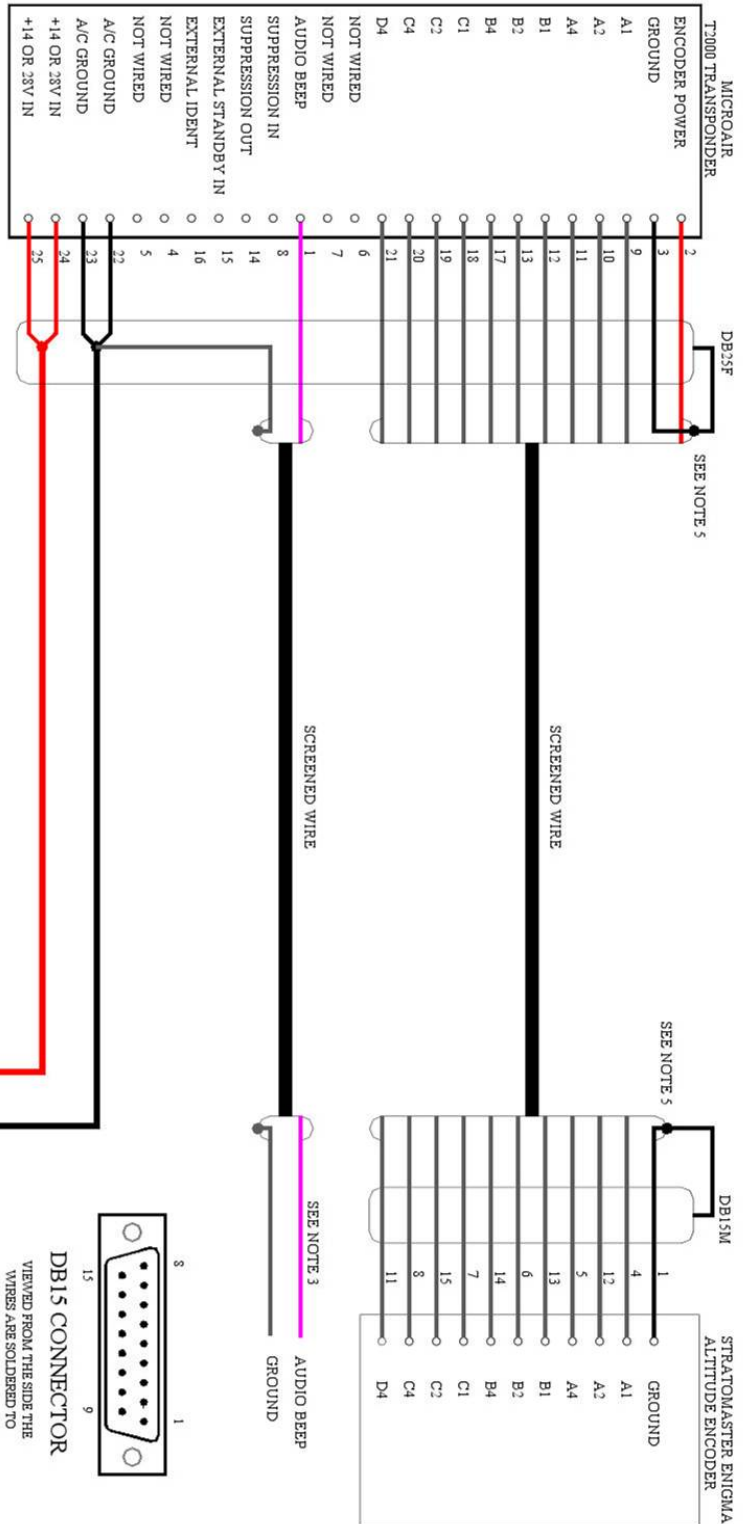 MICROAIR
T2000 TRANSPONDER
ENCODER POWER 2
GROUND 3
A1 9
A2 10
A4 11
B1 12
B2 13
B4 17
C1 18
C2 19
C4 20
D4 21
NOT WIRED 6
NOT WIRED 7
AUDIO BEEP 1
SUPPRESSION IN 8
SUPPRESSION OUT 14
EXTERNAL STANDBY IN 15
EXTERNAL IDENT 16
NOT WIRED 4
NOT WIRED 5
A/C GROUND 22
A/C GROUND 23
+14 OR 28V IN 24
+14 OR 28V IN 25
DB25F
SEE NOTE 5
SCREENED WIRE
SCREENED WIRE
SEE NOTE 5
DB15M
STRATOMASTER ENIGMA
ALTITUDE ENCODER
1 GROUND
4 A1
12 A2
5 A4
13 B1
6 B2
14 B4
7 C1
15 C2
8 C4
11 D4
SEE NOTE 3
AUDIO BEEP
GROUND
8 1
15 9
DB15 CONNECTOR
VIEWED FROM THE SIDE THE
WIRES ARE SOLDERED TO